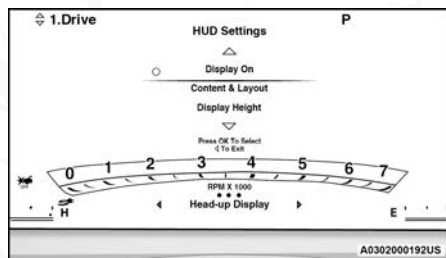 1.Drive
P
HUD Settings
Display On
Content & Layout
Display Height
Press OK To Select
To Exit
0 1 2 3 4 5 6 7
OFF
RPM X 1000
H
Head-up Display
E
A0302000192US